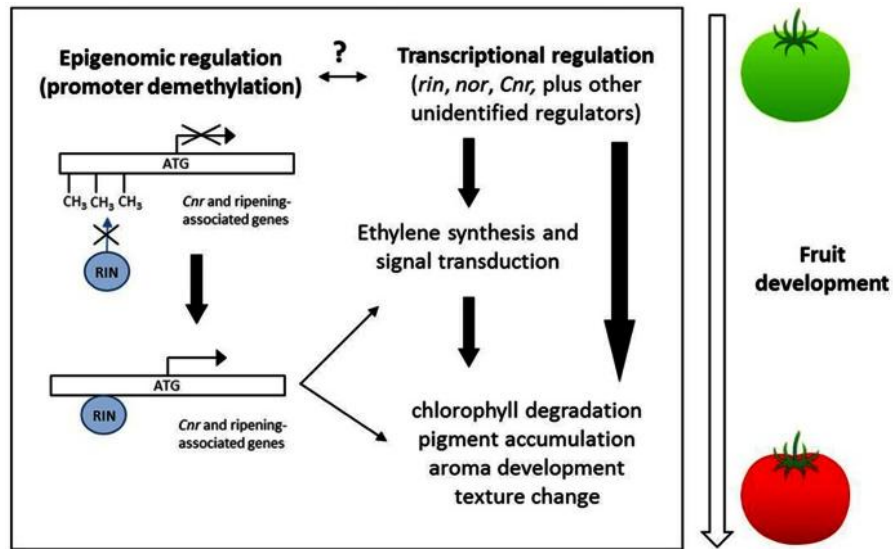 Epigenomic regulation
(promoter demethylation)
?
Transcriptional regulation
(rin, nor, Cnr, plus other
unidentified regulators)
ATG
CH₃ CH₃ CH₃
Cnr and ripening-
associated genes
RIN
Ethylene synthesis and
signal transduction
ATG
RIN
Cnr and ripening-
associated genes
chlorophyll degradation
pigment accumulation
aroma development
texture change
Fruit
development